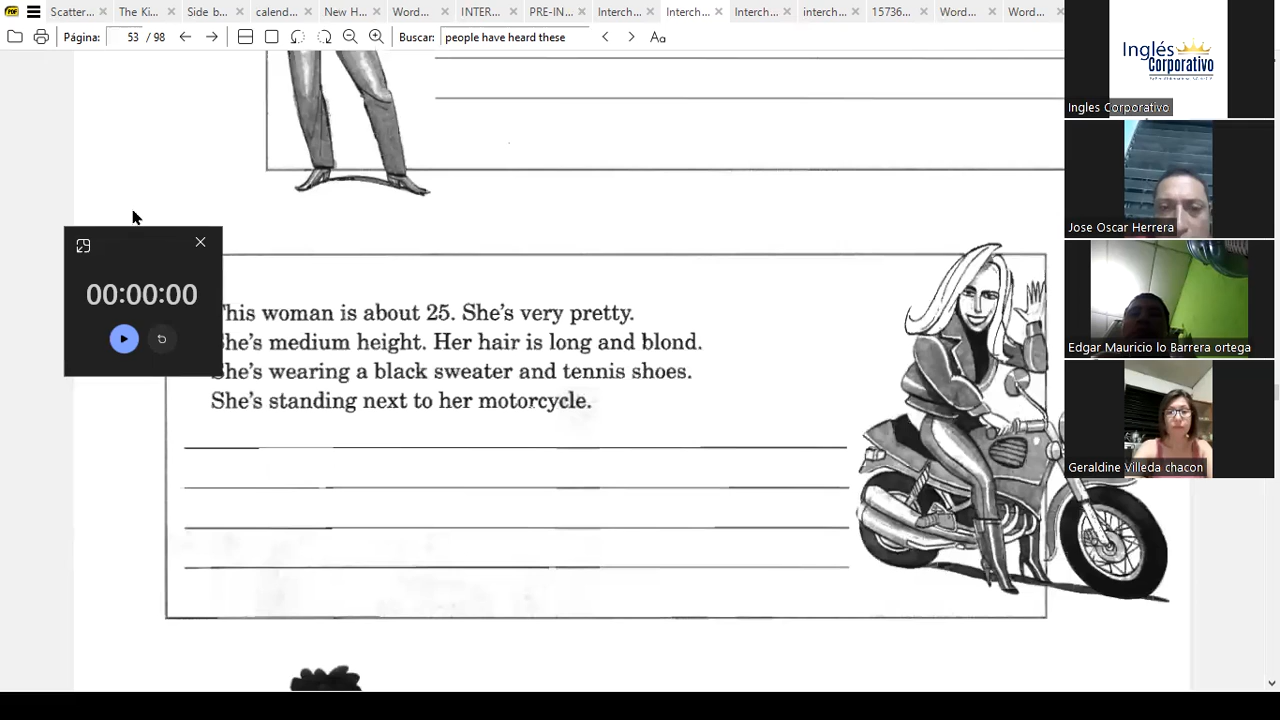 Scatter...
The Ki...
Side b...
calend...
New H...
Word...
INTER...
PRE-IN...
Interch...
Interch...
Interch...
interch...
15736...
Word...
Word...
Página: 53 / 98
Buscar: people have heard these
Aa
Inglés
Corporativo
Ingles Corporativo
Jose Oscar Herrera
Edgar Mauricio lo Barrera ortega
Geraldine Villeda chacon
00:00:00
This woman is about 25. She's very pretty.
She's medium height. Her hair is long and blond.
She's wearing a black sweater and tennis shoes.
She's standing next to her motorcycle.